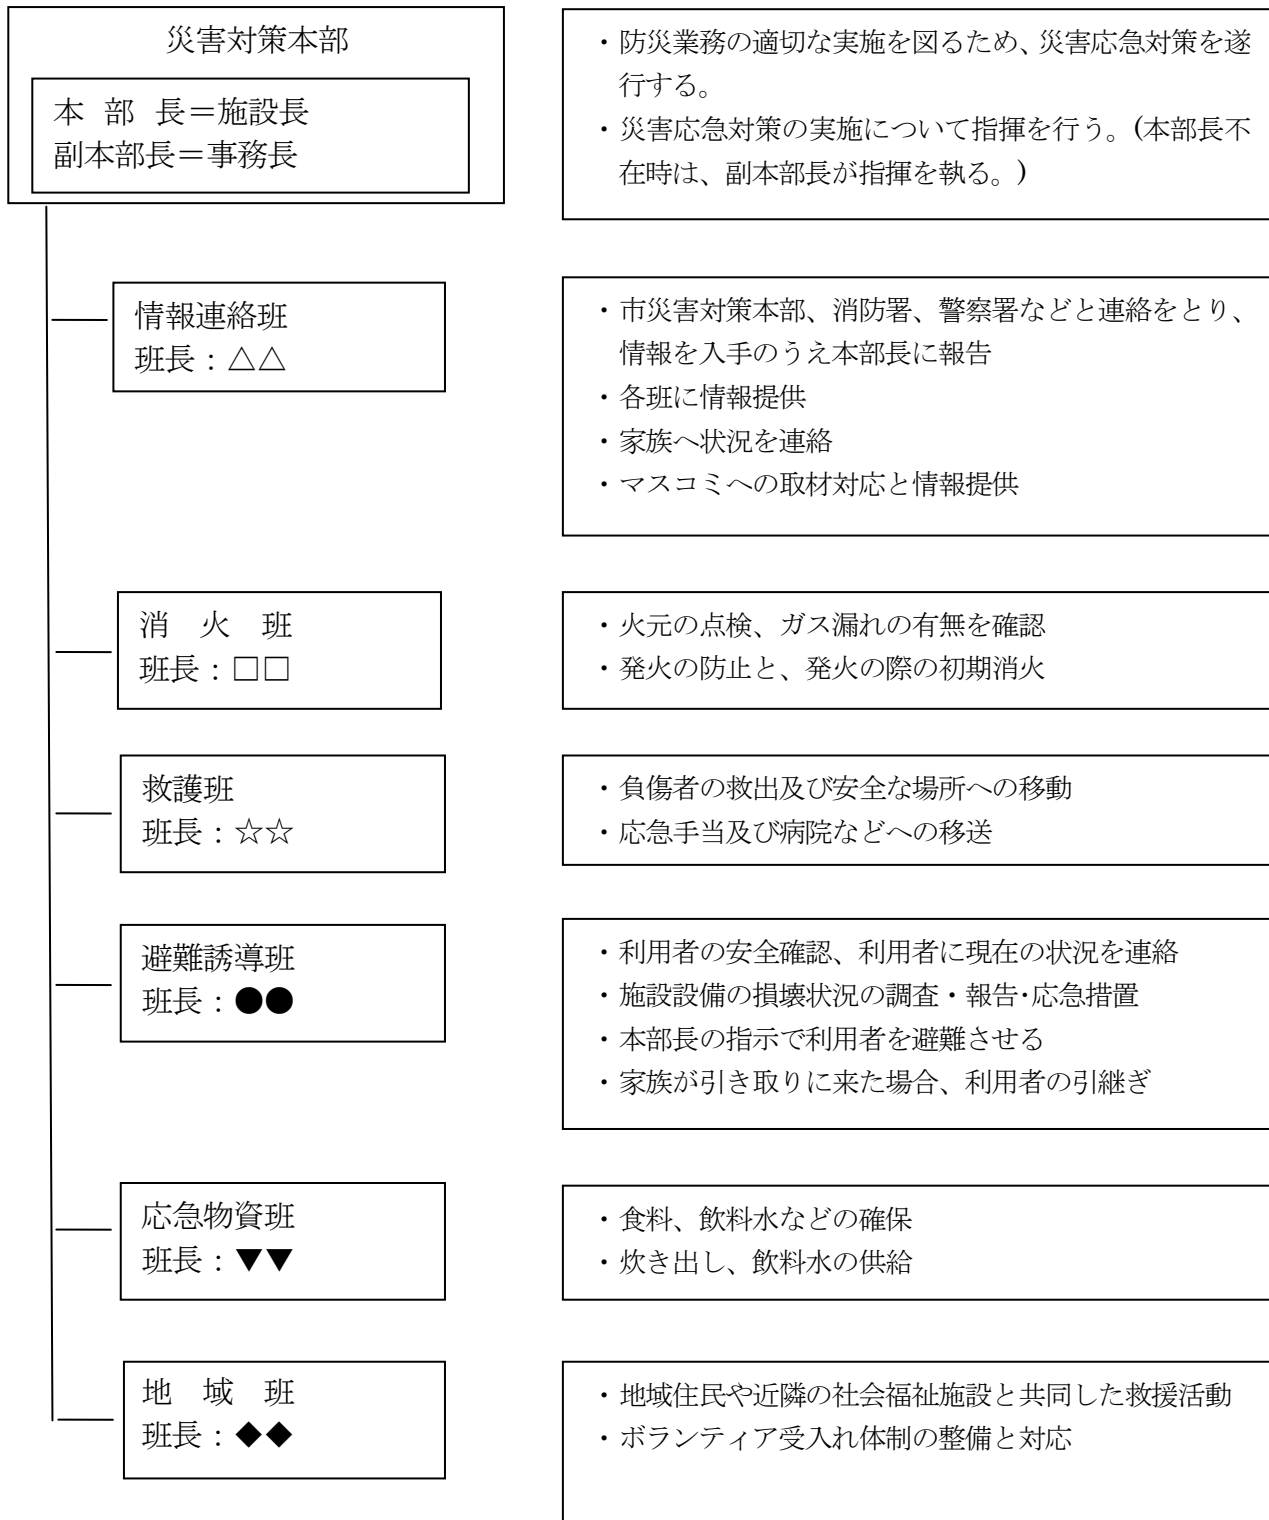 災害対策本部
本 部 長＝施設長
副本部長＝事務長
・防災業務の適切な実施を図るため、災害応急対策を遂
行する。
・災害応急対策の実施について指揮を行う。(本部長不
在時は、副本部長が指揮を執る。)
情報連絡班
班長：△△
・市災害対策本部、消防署、警察署などと連絡をとり、
情報を入手のうえ本部長に報告
・各班に情報提供
・家族へ状況を連絡
・マスコミへの取材対応と情報提供
消 火 班
班長：□□
・火元の点検、ガス漏れの有無を確認
・発火の防止と、発火の際の初期消火
救護班
班長：☆☆
・負傷者の救出及び安全な場所への移動
・応急手当及び病院などへの移送
避難誘導班
班長：●●
・利用者の安全確認、利用者に現在の状況を連絡
・施設設備の損壊状況の調査・報告･応急措置
・本部長の指示で利用者を避難させる
・家族が引き取りに来た場合、利用者の引継ぎ
応急物資班
班長：▼▼
・食料、飲料水などの確保
・炊き出し、飲料水の供給
地 域 班
班長：◆◆
・地域住民や近隣の社会福祉施設と共同した救援活動
・ボランティア受入れ体制の整備と対応